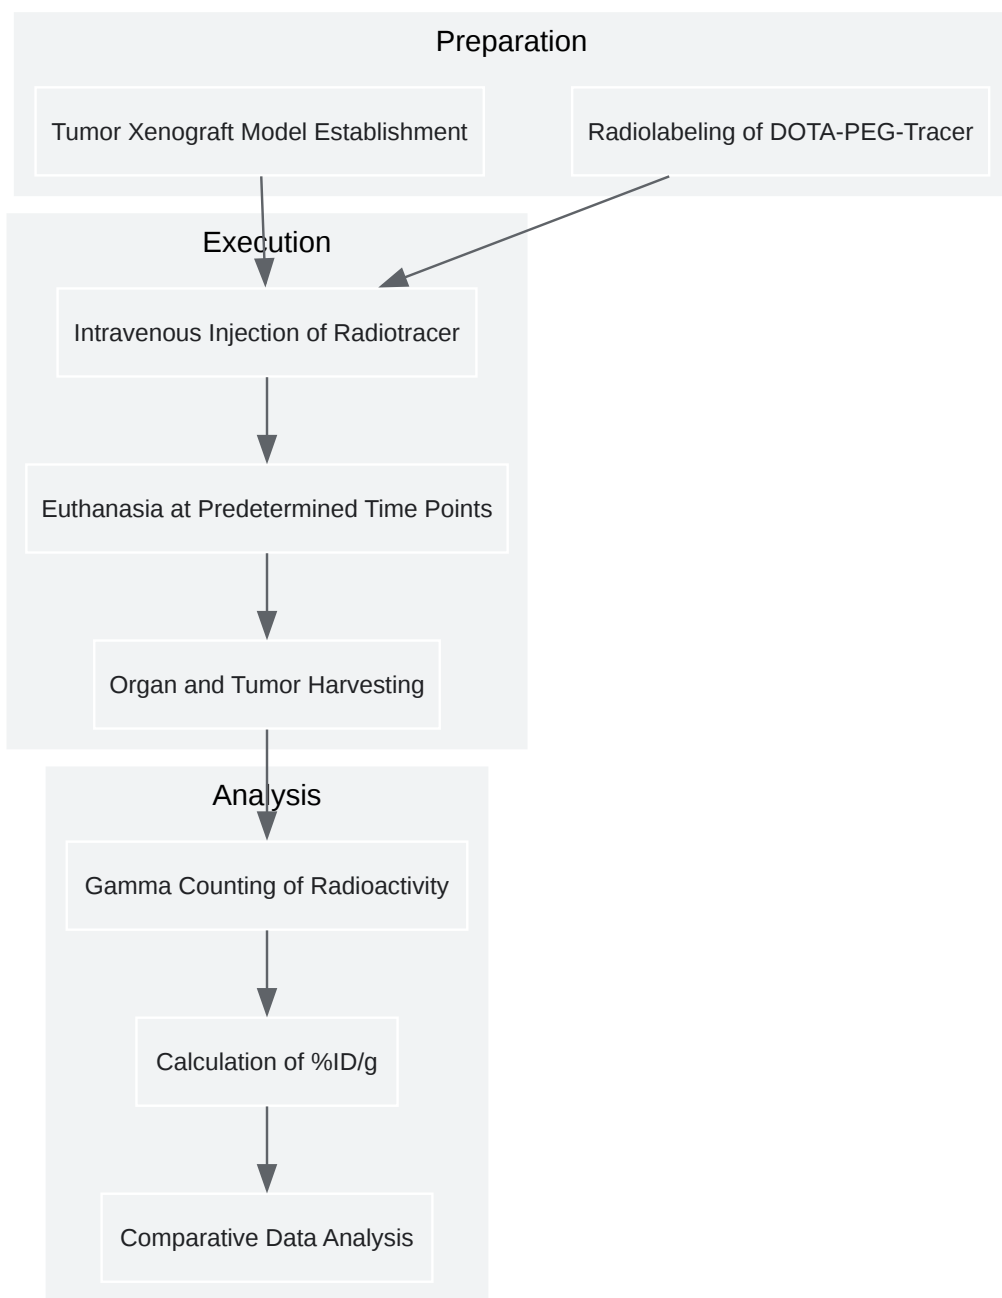 Preparation
Tumor Xenograft Model Establishment
Radiolabeling of DOTA-PEG-Tracer
Execution
Intravenous Injection of Radiotracer
Euthanasia at Predetermined Time Points
Organ and Tumor Harvesting
Analysis
Gamma Counting of Radioactivity
Calculation of %ID/g
Comparative Data Analysis